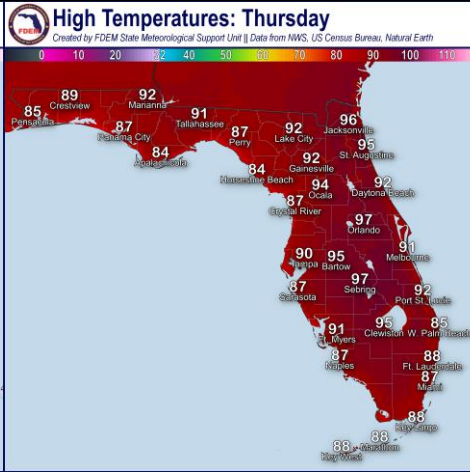 FDEM
High Temperatures: Thursday
Created by FDEM State Meteorological Support Unit || Data from NWS, US Census Bureau, Natural Earth
0 10 20 32 40 50 60 70 80 90 100 110
89
Crestview
92
Marianna
85
Pensacola
91
Tallahassee
87
Panama City
87
Perry
92
Lake City
96
Jacksonville
84
Apalachicola
95
St. Augustine
92
Gainesville
84
Horseshoe Beach
94
Ocala
92
Daytona Beach
87
Crystal River
97
Orlando
91
Melbourne
90
Tampa
95
Bartow
97
Sebring
87
Sarasota
92
Port St. Lucie
91
Ft. Myers
95
Clewiston
85
W. Palm Beach
87
Naples
88
Ft. Lauderdale
87
Miami
88
Key Largo
88
Marathon
88
Key West